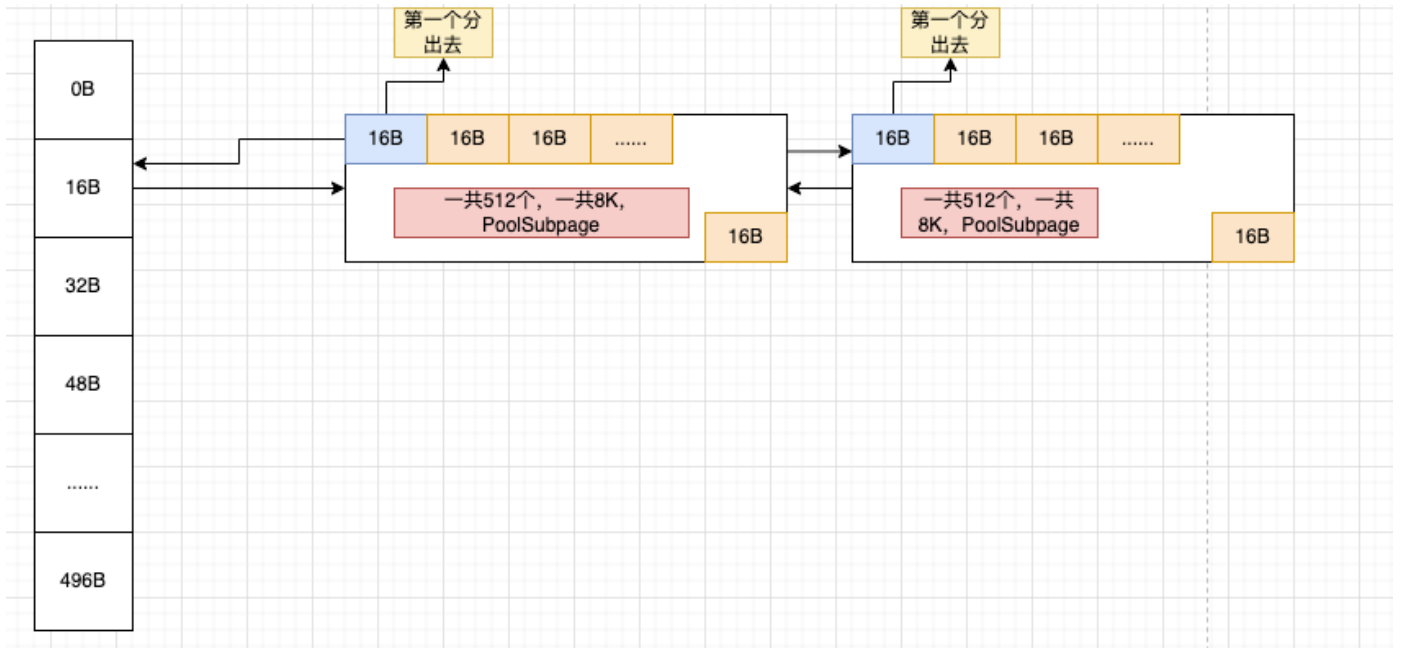 0B
16B
32B
48B
......
496B
第一个分
出去
16B
16B
16B
......
一共512个，一共8K，
PoolSubpage
16B
第一个分
出去
16B
16B
16B
......
一共512个，一共
8K，PoolSubpage
16B